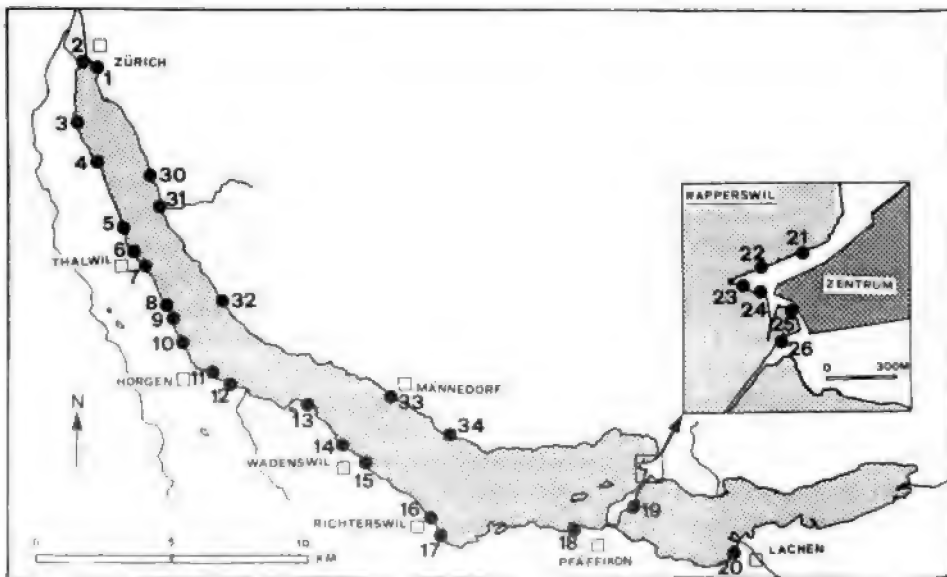 2
ZÜRICH
1
3
4
30
31
5
6
THALWIL
7
8
9
32
10
HORGEN
11
12
MÄNNEDORF
33
13
34
N
14
WÄDENSWIL
15
16
RICHTERSWIL
17
18
PFÄFFIKON
19
20
LACHEN
0 5 10
KM
RAPPERSWIL
21
22
23
24
ZENTRUM
25
26
0 300M